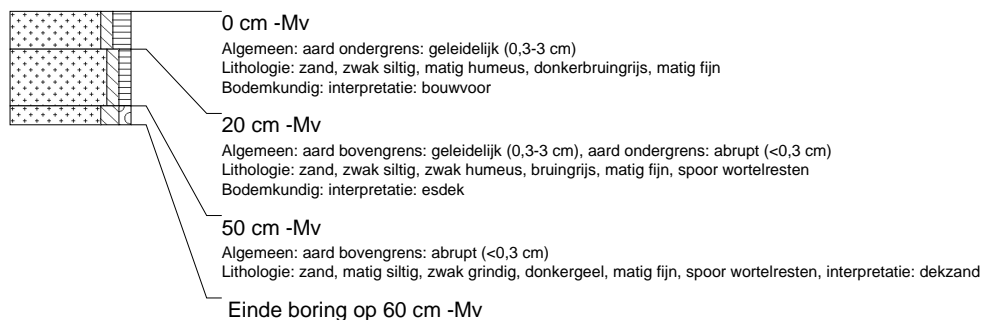 0 cm -Mv
Algemeen: aard ondergrens: geleidelijk (0,3-3 cm)
Lithologie: zand, zwak siltig, matig humeus, donkerbruingrijs, matig fijn
Bodemkundig: interpretatie: bouwvoor
20 cm -Mv
Algemeen: aard bovengrens: geleidelijk (0,3-3 cm), aard ondergrens: abrupt (<0,3 cm)
Lithologie: zand, zwak siltig, zwak humeus, bruingrijs, matig fijn, spoor wortelresten
Bodemkundig: interpretatie: esdek
50 cm -Mv
Algemeen: aard bovengrens: abrupt (<0,3 cm)
Lithologie: zand, matig siltig, zwak grindig, donkergeel, matig fijn, spoor wortelresten, interpretatie: dekzand
Einde boring op 60 cm -Mv